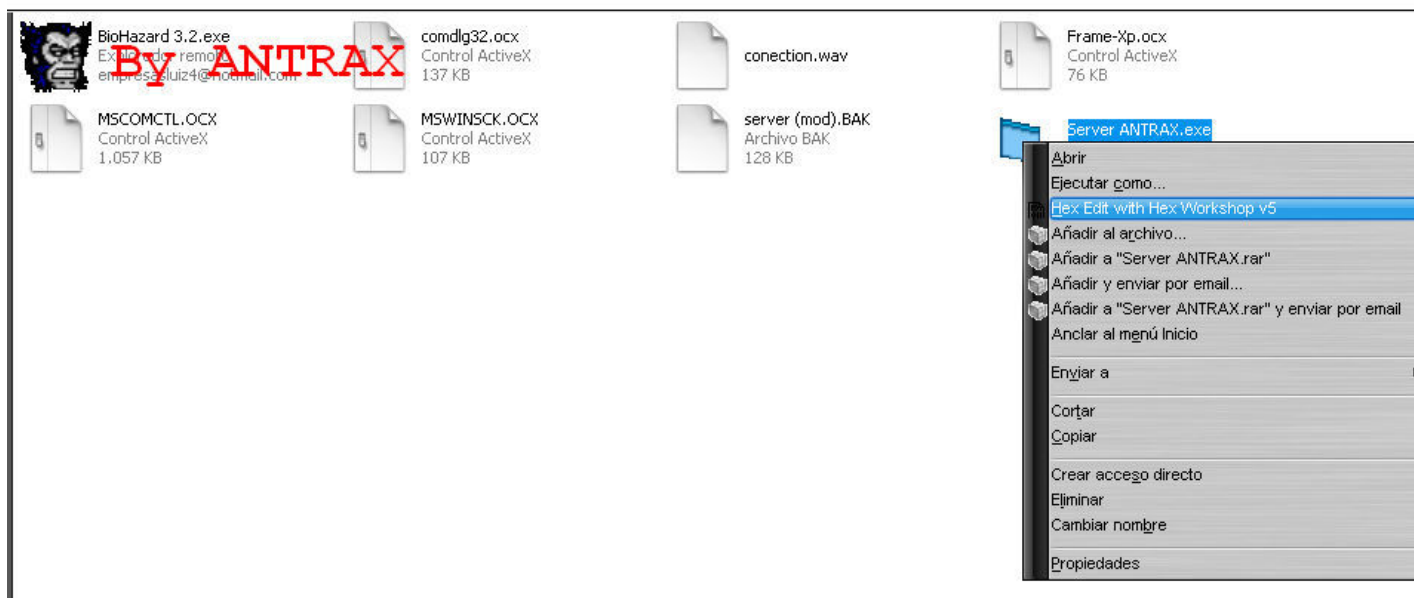 BioHazard 3.2.exe
Explorador remoto
empresasluiz4@hotmail.com
By ANTRAX
comdlg32.ocx
Control ActiveX
137 KB
conection.wav
Frame-Xp.ocx
Control ActiveX
76 KB
MSCOMCTL.OCX
Control ActiveX
1.057 KB
MSWINSCK.OCX
Control ActiveX
107 KB
server (mod).BAK
Archivo BAK
128 KB
Server ANTRAX.exe
Abrir
Ejecutar como...
Hex Edit with Hex Workshop v5
Añadir al archivo...
Añadir a "Server ANTRAX.rar"
Añadir y enviar por email...
Añadir a "Server ANTRAX.rar" y enviar por email
Anclar al menú Inicio
Enviar a
Cortar
Copiar
Crear acceso directo
Eliminar
Cambiar nombre
Propiedades